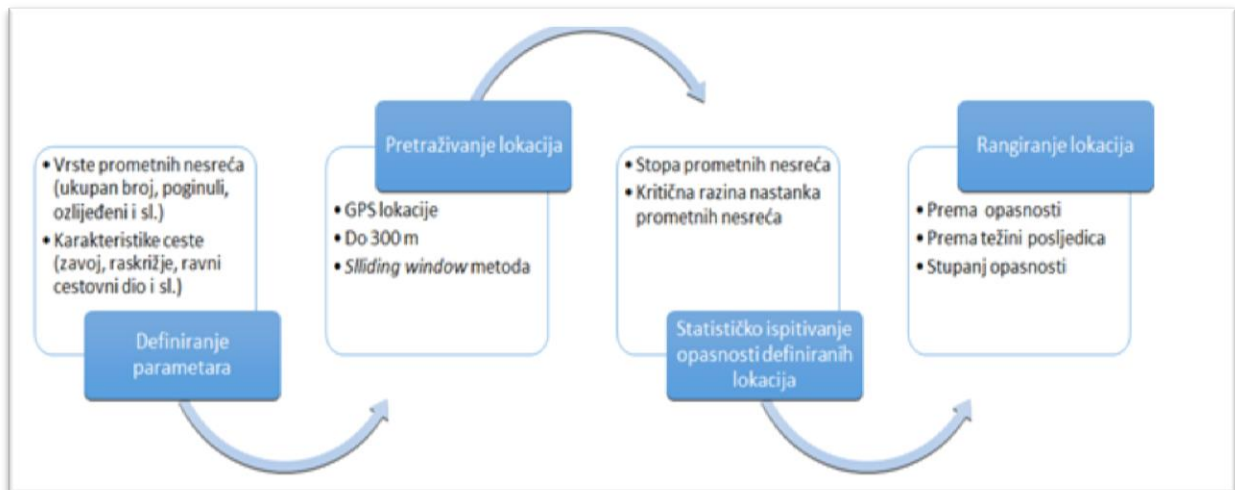 • Vrste prometnih nesreća
(ukupan broj, poginuli,
ozlijeđeni i sl.)
• Karakteristike ceste
(zavoj, raskrižje, ravni
cestovni dio i sl.)
Definiranje
parametara
Pretraživanje lokacija
• GPS lokacije
• Do 300 m
• Slliding window metoda
• Stopa prometnih nesreća
• Kritična razina nastanka
prometnih nesreća
Statističko ispitivanje
opasnosti definiranih
lokacija
Rangiranje lokacija
• Prema opasnosti
• Prema težini posljedica
• Stupanj opasnosti